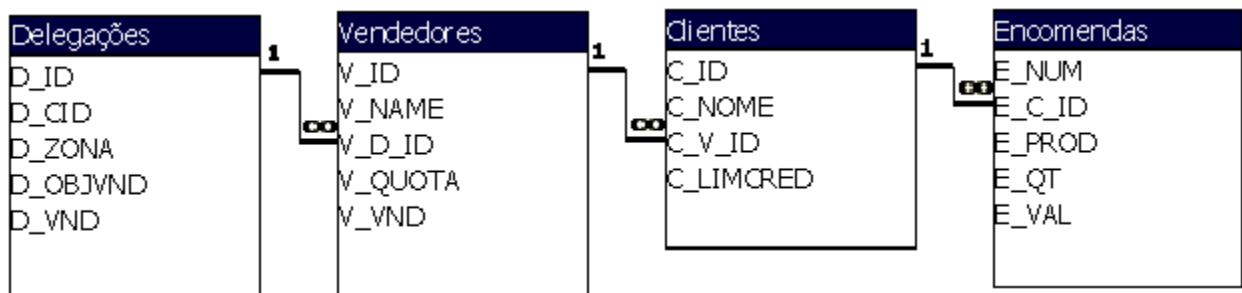 Delegações
D_ID
D_CID
D_ZONA
D_OBJVND
D_VND
1
∞
Vendedores
V_ID
V_NAME
V_D_ID
V_QUOTA
V_VND
1
∞
Clientes
C_ID
C_NOME
C_V_ID
C_LIMCRED
1
∞
Encomendas
E_NUM
E_C_ID
E_PROD
E_QT
E_VAL